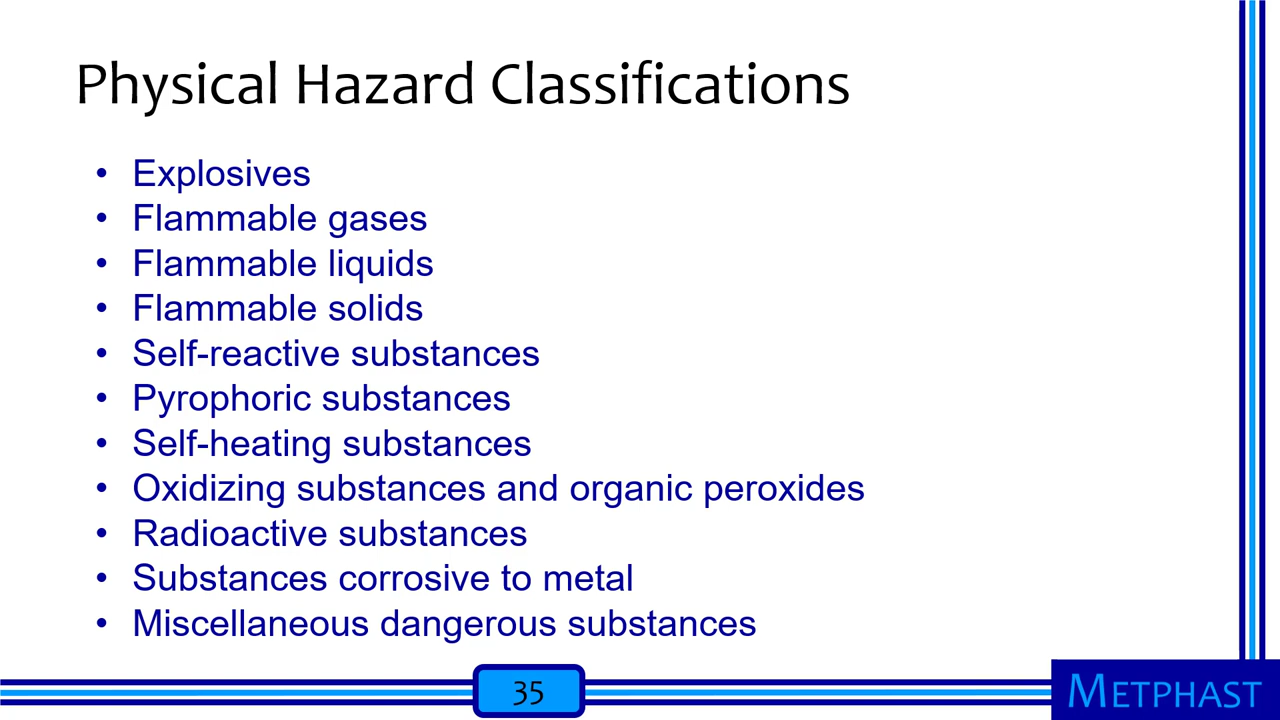 Physical Hazard Classifications
• Explosives
• Flammable gases
• Flammable liquids
• Flammable solids
• Self-reactive substances
• Pyrophoric substances
• Self-heating substances
• Oxidizing substances and organic peroxides
• Radioactive substances
• Substances corrosive to metal
• Miscellaneous dangerous substances
35
METPHAST